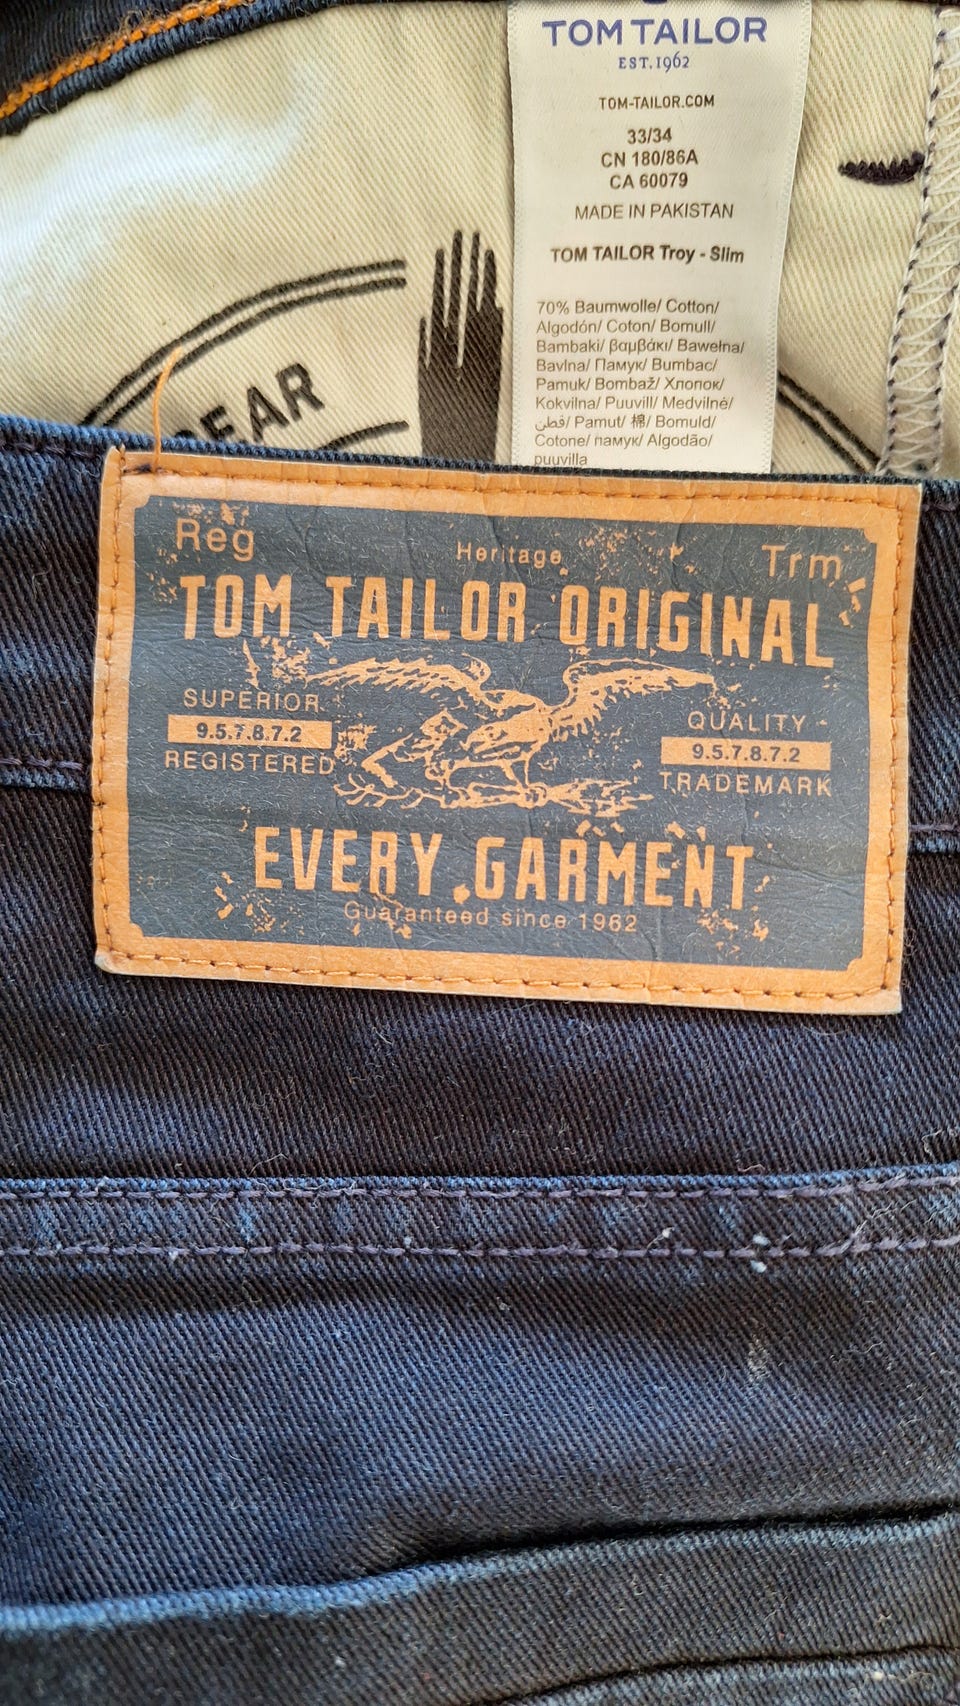 TOM TAILOR
EST. 1962
TOM-TAILOR.COM
33/34
CN 180/86A
CA 60079
MADE IN PAKISTAN
TOM TAILOR Troy - Slim
70% Baumwolle/ Cotton/
Algodón/ Coton/ Bomull/
Bambaki/ βαμβάκι/ Bawełna/
Bavlna/ Памук/ Bumbac/
Pamuk/ Bombaž/ Хлопок/
Kokvilna/ Puuvill/ Medvilnė/
قطن/ Pamut/ 棉/ Bomuld/
Cotone/ памук/ Algodão/
puuvilla
Reg Heritage Trm
TOM TAILOR ORIGINAL
SUPERIOR
9.5.7.8.7.2
REGISTERED
QUALITY
9.5.7.8.7.2
TRADEMARK
EVERY GARMENT
Guaranteed since 1962